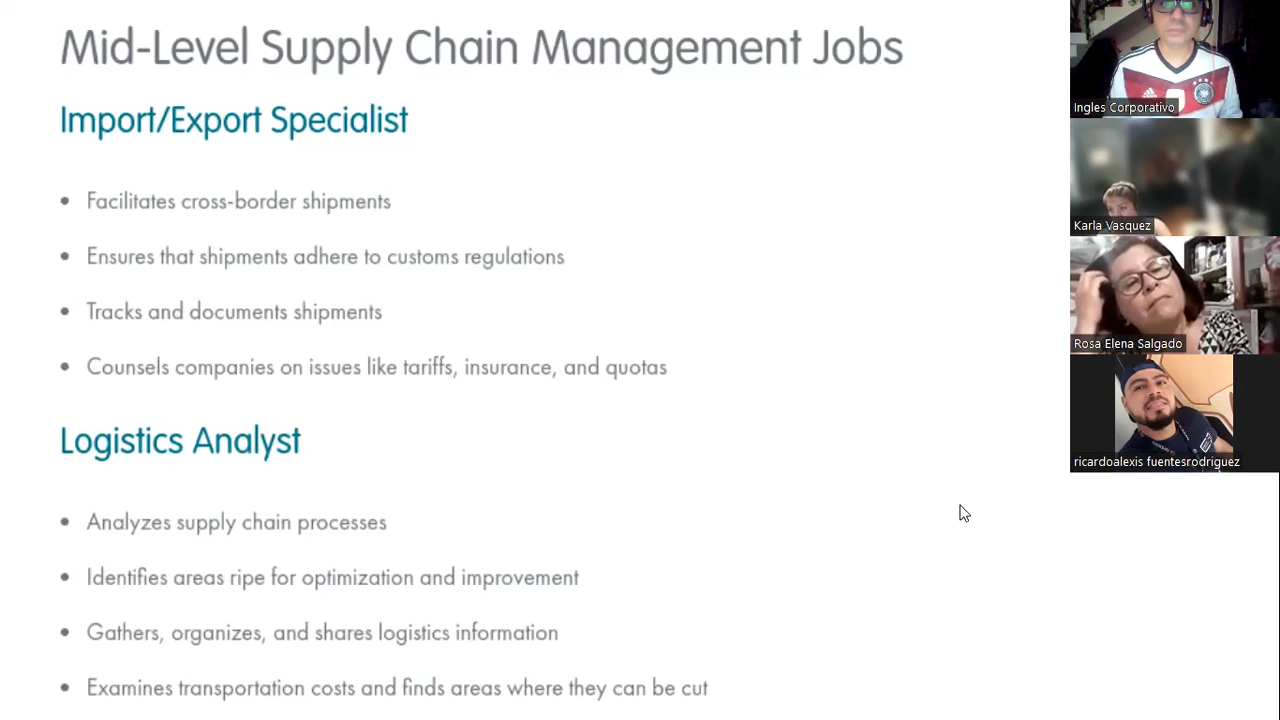 Mid-Level Supply Chain Management Jobs
Import/Export Specialist
• Facilitates cross-border shipments
• Ensures that shipments adhere to customs regulations
• Tracks and documents shipments
• Counsels companies on issues like tariffs, insurance, and quotas
Logistics Analyst
• Analyzes supply chain processes
• Identifies areas ripe for optimization and improvement
• Gathers, organizes, and shares logistics information
• Examines transportation costs and finds areas where they can be cut
Ingles Corporativo
Karla Vasquez
Rosa Elena Salgado
ricardoalexis fuentesrodriguez